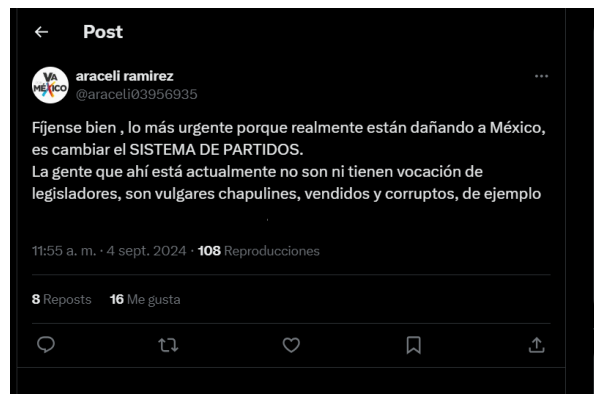 Post
VA
MÉXICO
araceli ramirez
@araceli03956935
Fíjense bien , lo más urgente porque realmente están dañando a México,
es cambiar el SISTEMA DE PARTIDOS.
La gente que ahí está actualmente no son ni tienen vocación de
legisladores, son vulgares chapulines, vendidos y corruptos, de ejemplo
11:55 a. m. · 4 sept. 2024 · 108 Reproducciones
8 Reposts 16 Me gusta